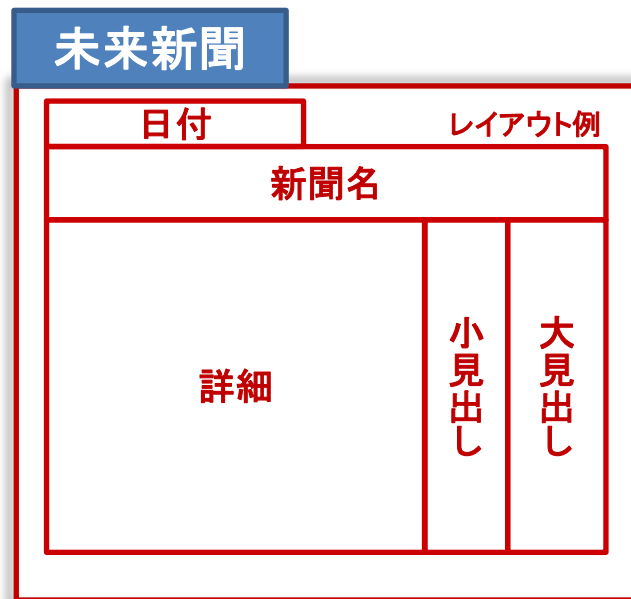 未来新聞
日付
レイアウト例
新聞名
大見出し
小見出し
詳細